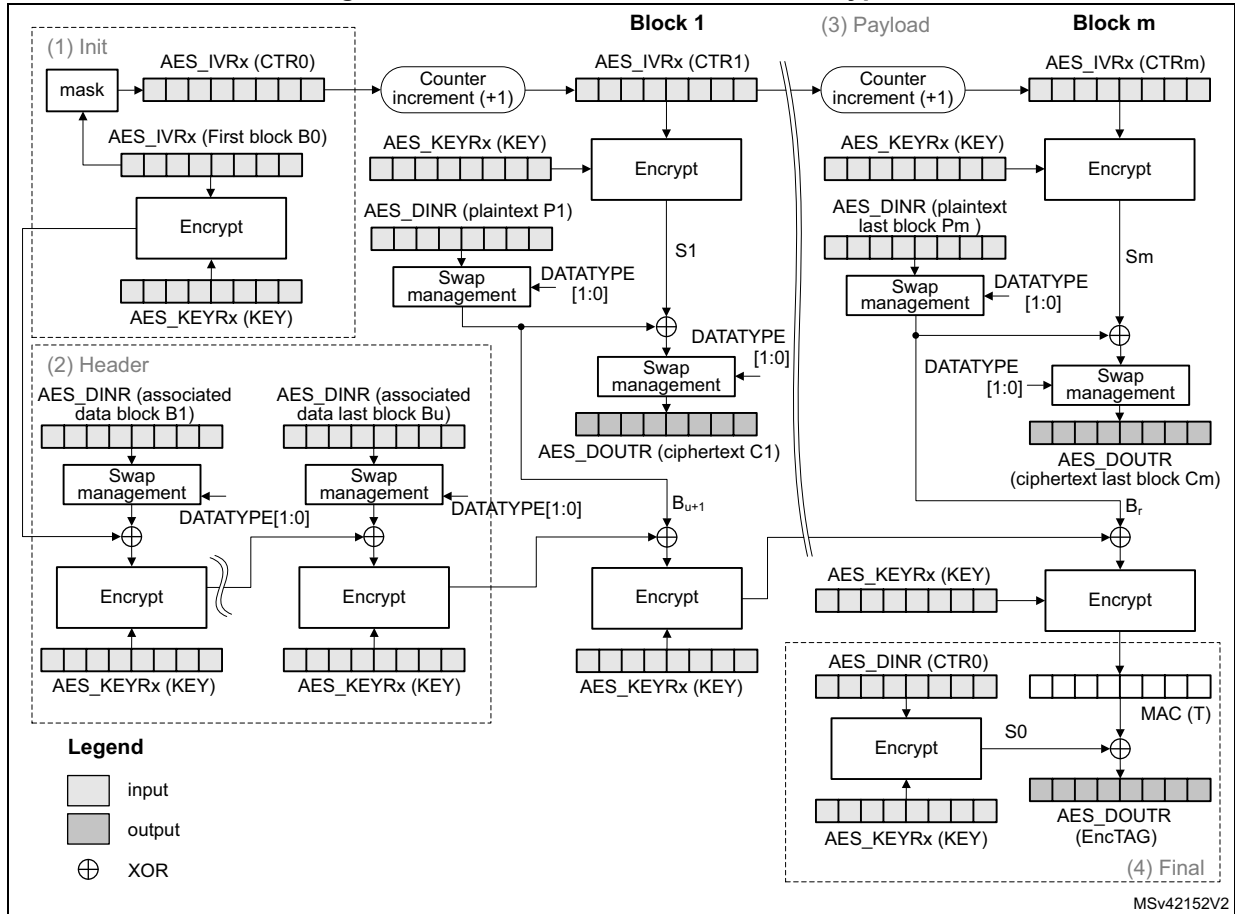 Block 1
(3) Payload
Block m
(1) Init
AES_IVRx (CTR0)
mask
Counter
increment (+1)
AES_IVRx (CTR1)
Counter
increment (+1)
AES_IVRx (CTRm)
AES_IVRx (First block B0)
AES_KEYRx (KEY)
Encrypt
AES_KEYRx (KEY)
Encrypt
Encrypt
AES_DINR (plaintext P1)
AES_DINR (plaintext
last block Pm )
S1
Sm
Swap
management
DATATYPE
[1:0]
Swap
management
DATATYPE
[1:0]
AES_KEYRx (KEY)
(2) Header
DATATYPE
[1:0]
Swap
management
DATATYPE
[1:0]
Swap
management
AES_DINR (associated
data block B1)
AES_DINR (associated
data last block Bu)
AES_DOUTR (ciphertext C1)
AES_DOUTR
(ciphertext last block Cm)
Swap
management
Swap
management
DATATYPE[1:0]
DATATYPE[1:0]
Bu+1
Br
Encrypt
Encrypt
Encrypt
AES_KEYRx (KEY)
Encrypt
AES_KEYRx (KEY)
AES_KEYRx (KEY)
AES_KEYRx (KEY)
AES_DINR (CTR0)
MAC (T)
Encrypt
S0
AES_KEYRx (KEY)
AES_DOUTR
(EncTAG)
(4) Final
Legend
input
output
XOR
MSv42152V2